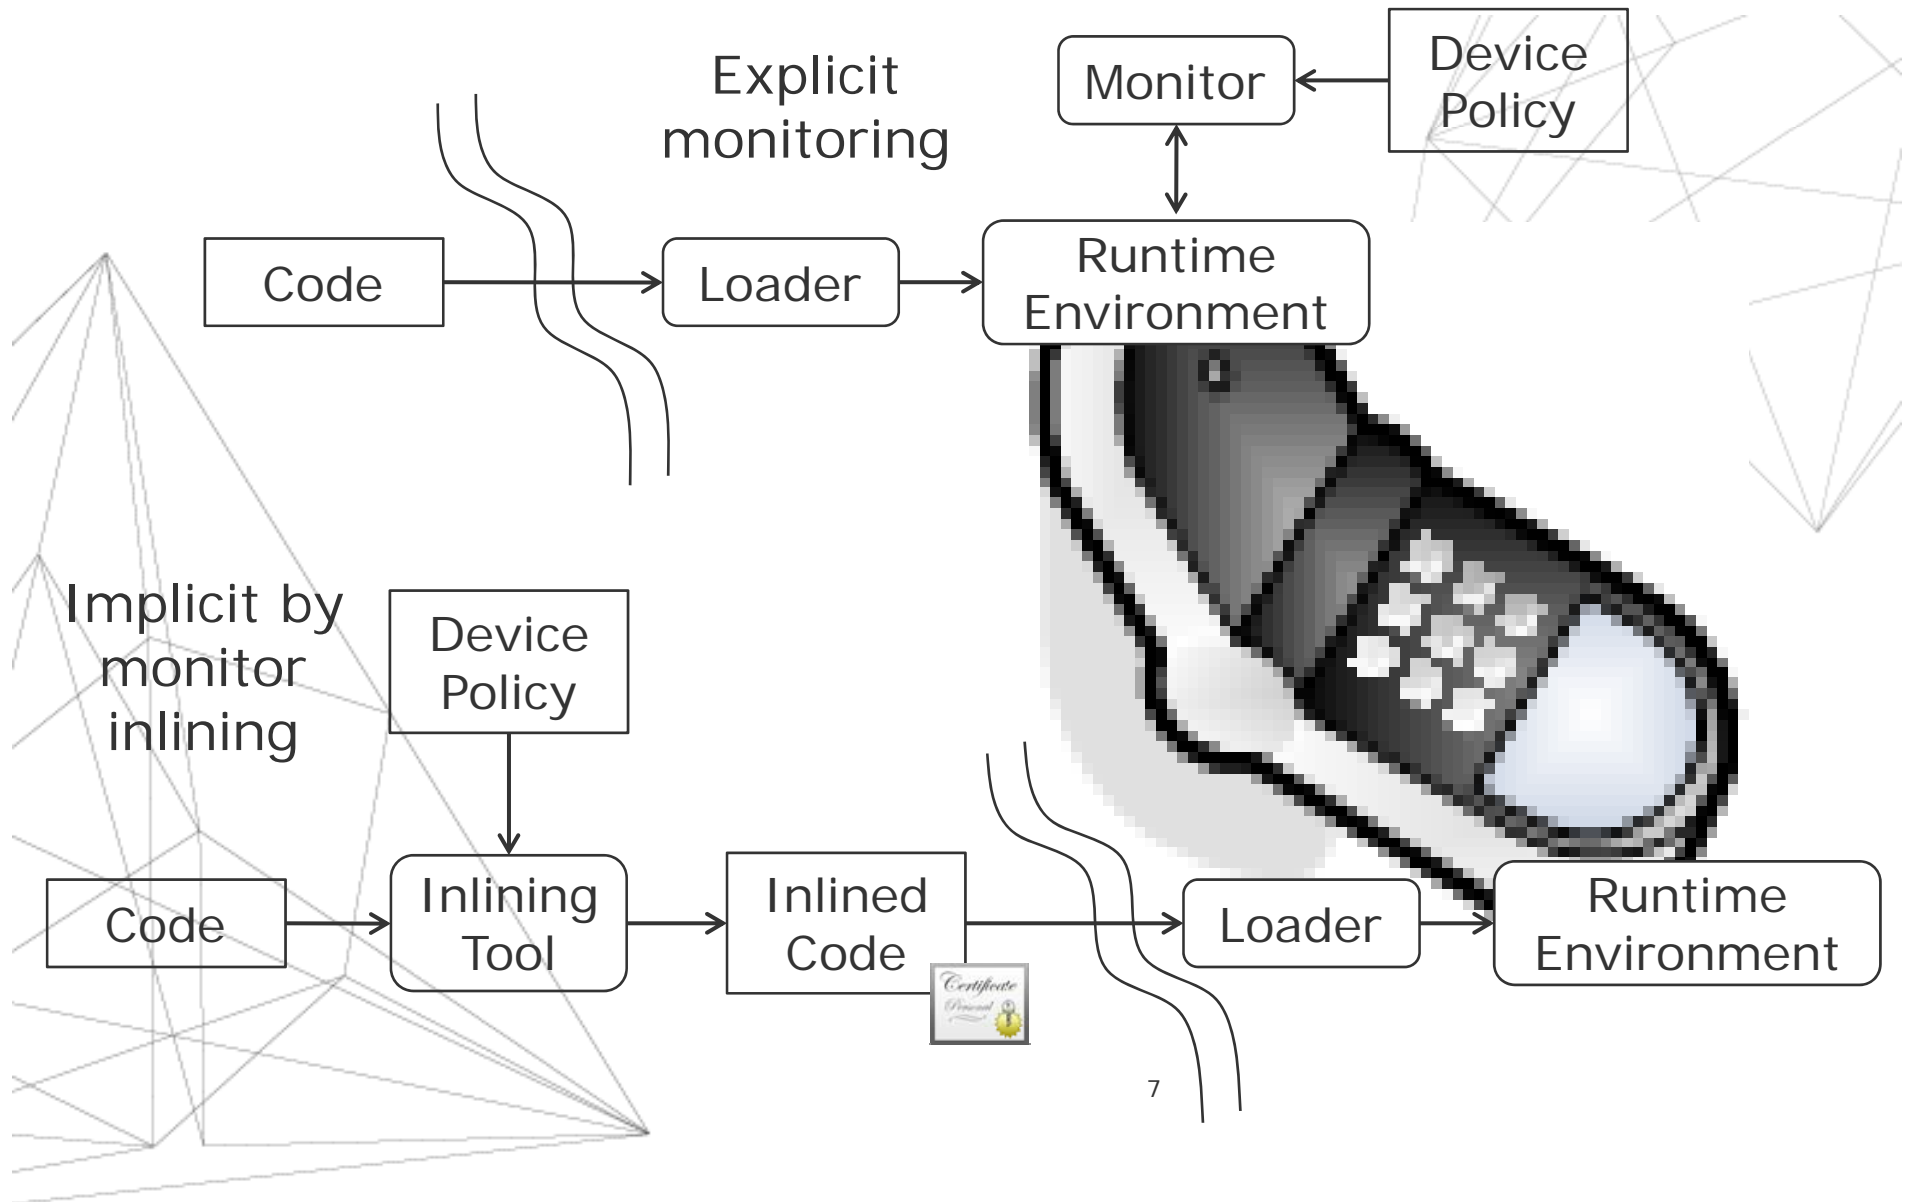 Explicit
monitoring
Monitor
Device
Policy
Code
Loader
Runtime
Environment
Implicit by
monitor
inlining
Device
Policy
Code
Inlining
Tool
Inlined
Code
Certificate
Personal
Loader
Runtime
Environment
7